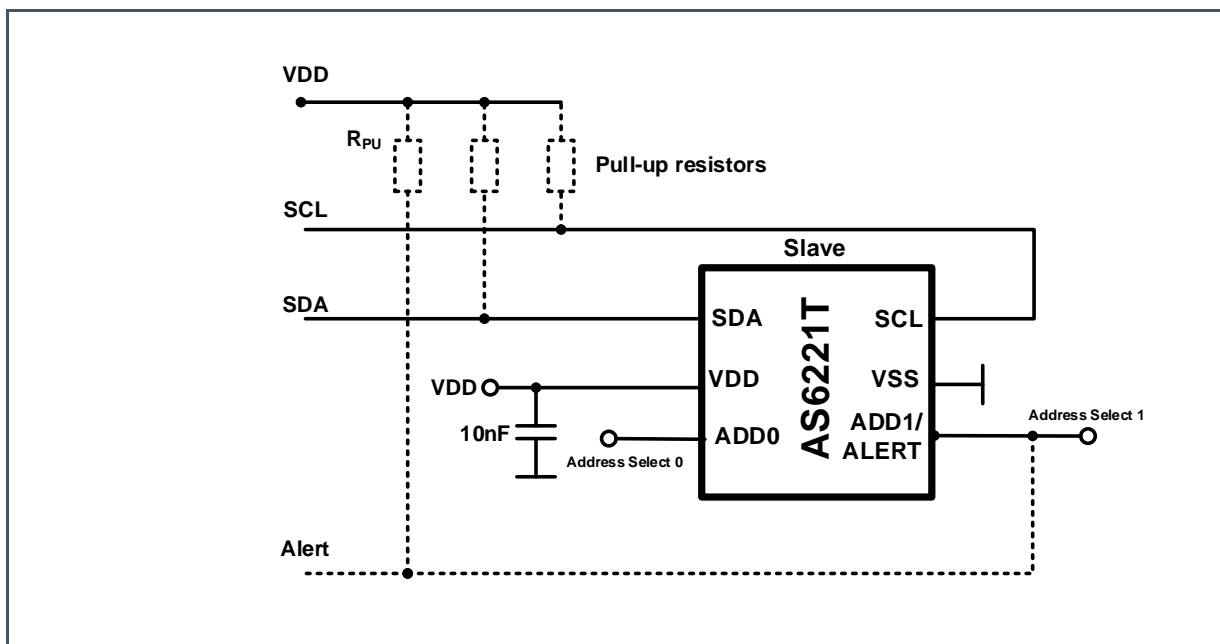 VDD
RPU
Pull-up resistors
SCL
Slave
SDA
SDA
SCL
AS6221T
VDD
VDD
VSS
10nF
ADD0
Address Select 0
ADD1/
ALERT
Address Select 1
Alert